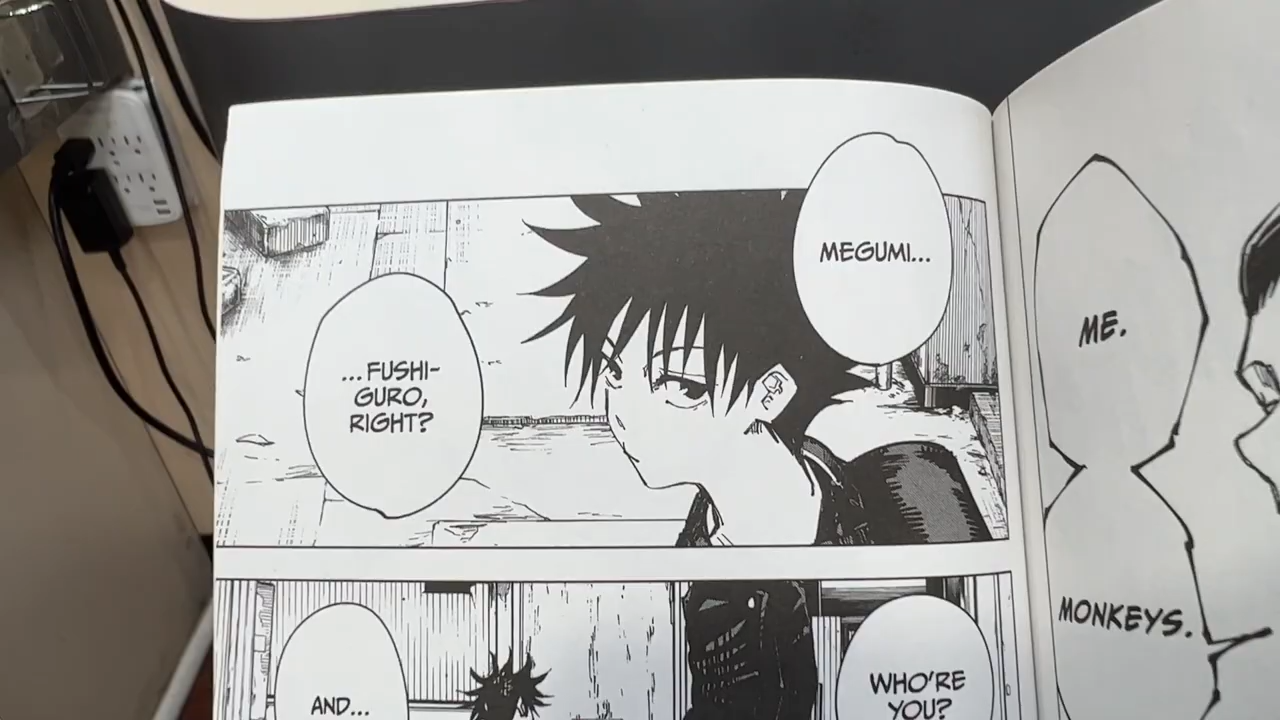 ME.
MONKEYS.
MEGUMI...
...FUSHI-
GURO,
RIGHT?
WHO'RE
YOU?
AND...